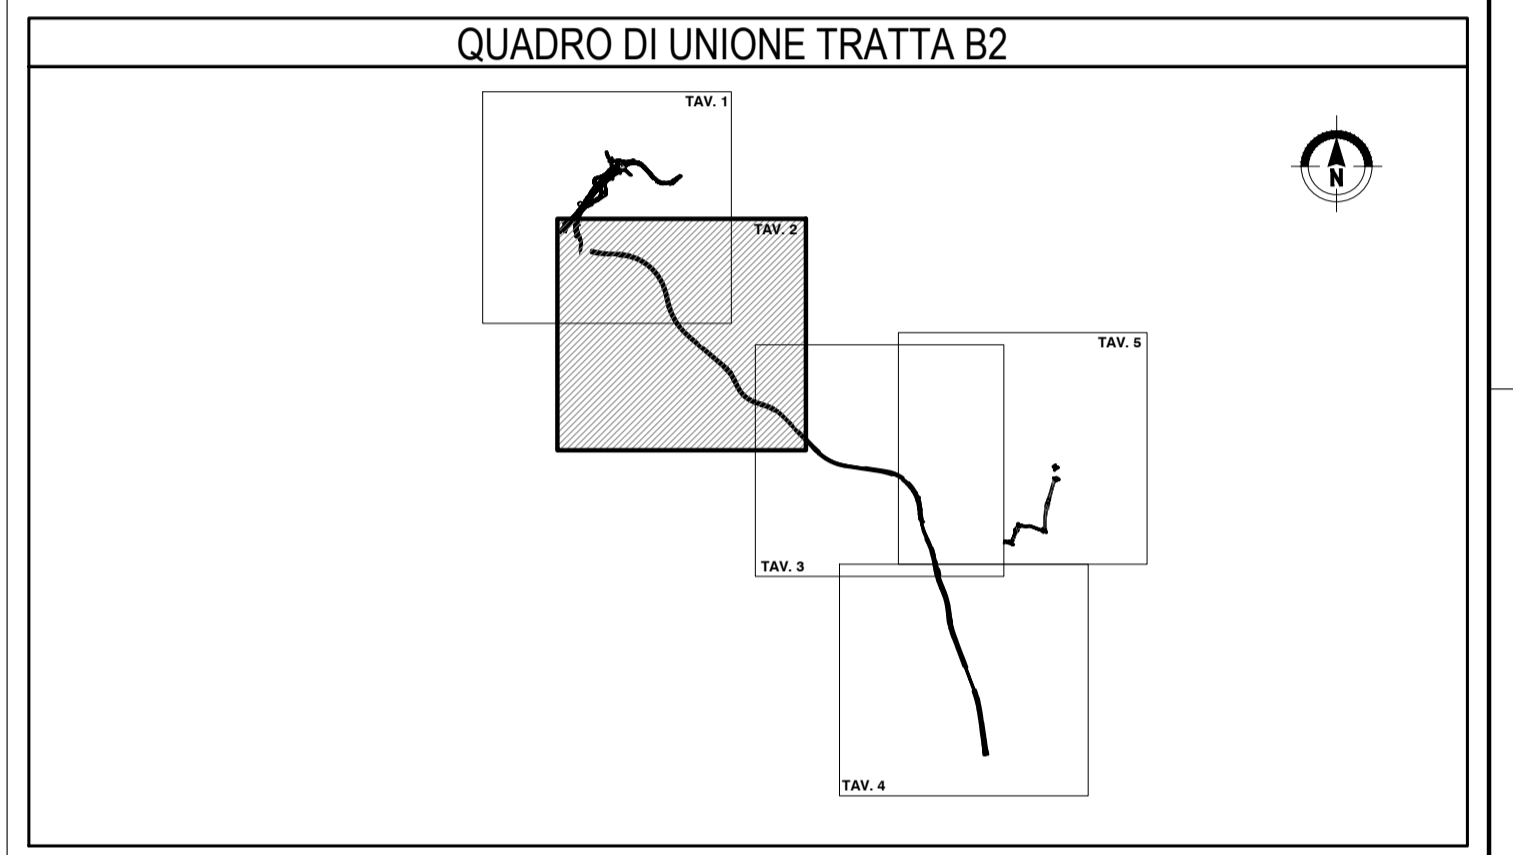 QUADRO DI UNIONE TRATTA B2
TAV. 1
N
TAV. 2
TAV. 5
TAV. 3
TAV. 4